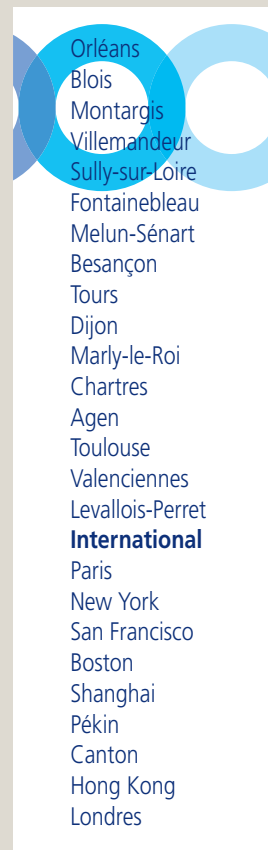 Orléans
Blois
Montargis
Villemandeur
Sully-sur-Loire
Fontainebleau
Melun-Sénart
Besançon
Tours
Dijon
Marly-le-Roi
Chartres
Agen
Toulouse
Valenciennes
Levallois-Perret
International
Paris
New York
San Francisco
Boston
Shanghai
Pékin
Canton
Hong Kong
Londres